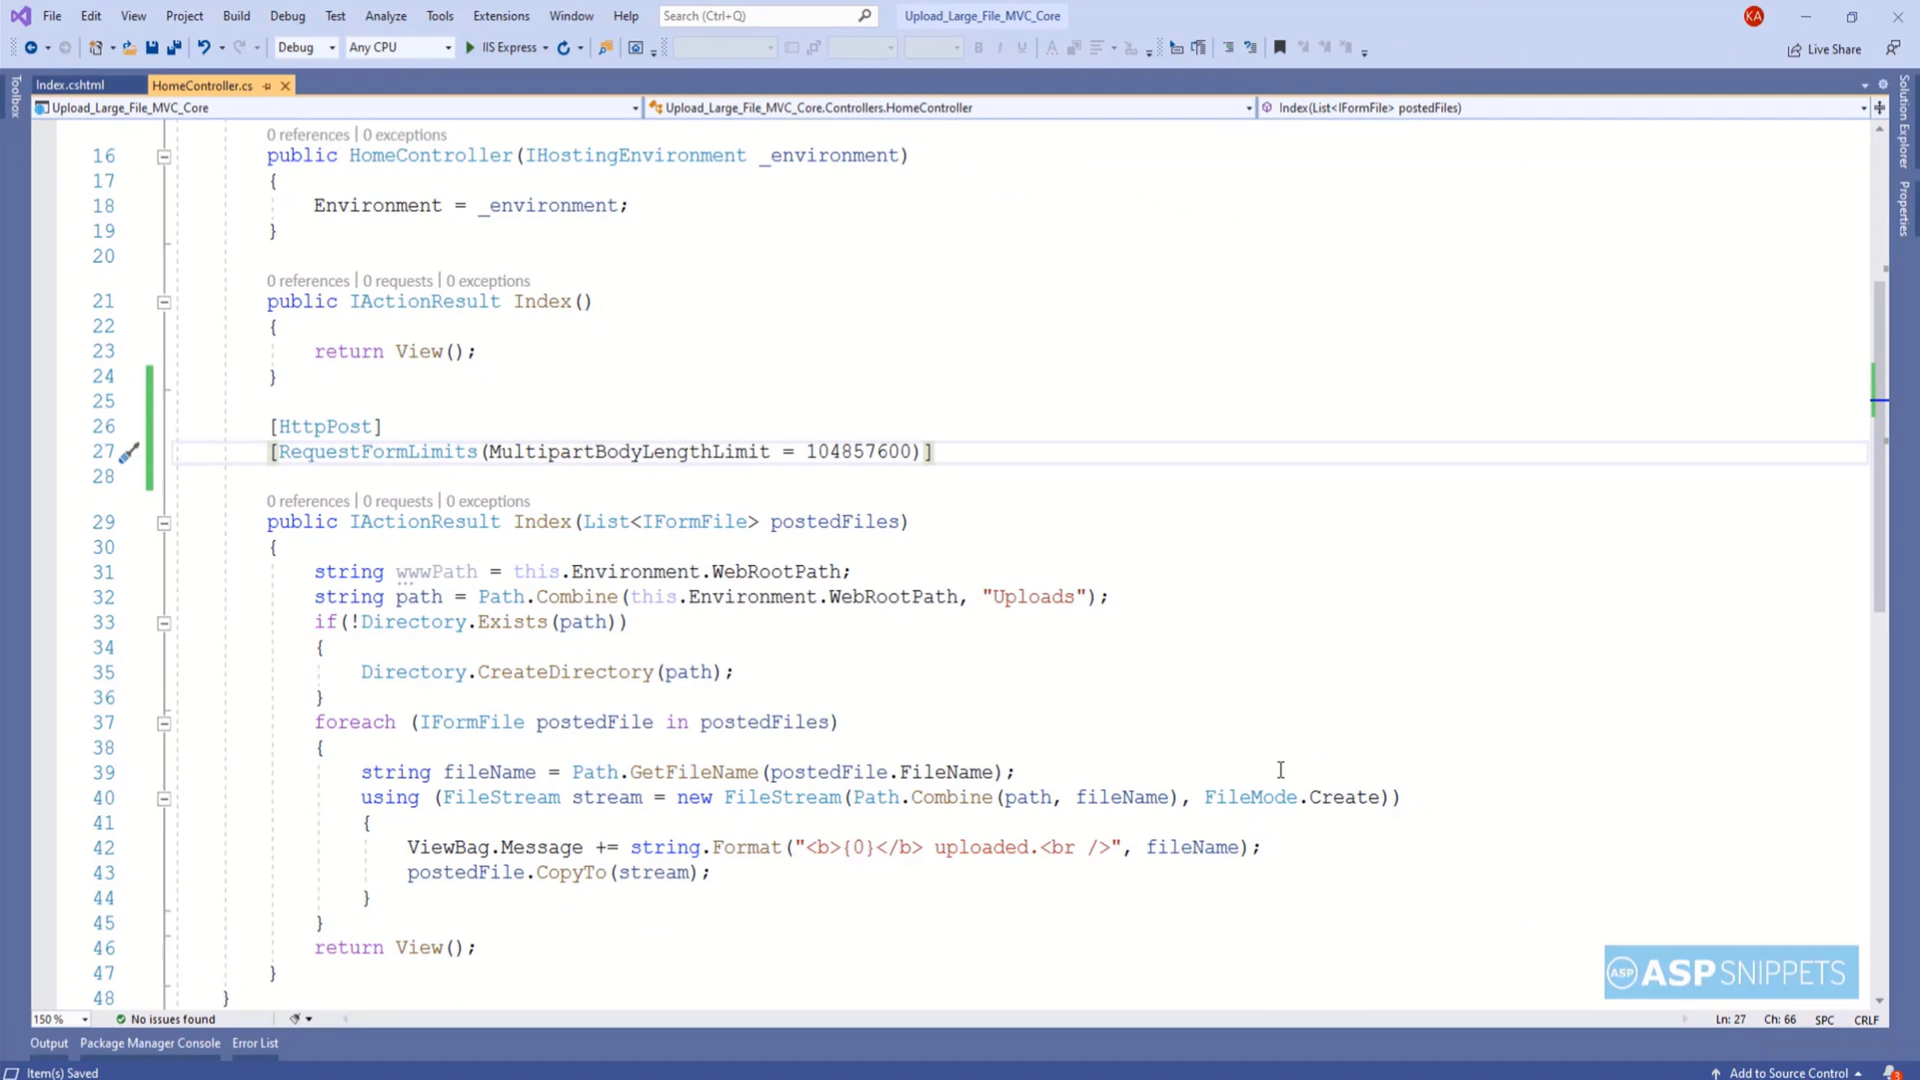 File Edit View Project Build Debug Test Analyze Tools Extensions Window Help Search (Ctrl+Q) Upload_Large_File_MVC_Core KA
Debug Any CPU IIS Express Live Share
Index.cshtml HomeController.cs
Upload_Large_File_MVC_Core Upload_Large_File_MVC_Core.Controllers.HomeController Index(List<IFormFile> postedFiles)
Toolbox
Solution Explorer
Properties
0 references | 0 exceptions
16 public HomeController(IHostingEnvironment _environment)
17 {
18 Environment = _environment;
19 }
20
0 references | 0 requests | 0 exceptions
21 public IActionResult Index()
22 {
23 return View();
24 }
25
26 [HttpPost]
27 [RequestFormLimits(MultipartBodyLengthLimit = 104857600)]
28
0 references | 0 requests | 0 exceptions
29 public IActionResult Index(List<IFormFile> postedFiles)
30 {
31 string wwwPath = this.Environment.WebRootPath;
32 string path = Path.Combine(this.Environment.WebRootPath, "Uploads");
33 if(!Directory.Exists(path))
34 {
35 Directory.CreateDirectory(path);
36 }
37 foreach (IFormFile postedFile in postedFiles)
38 {
39 string fileName = Path.GetFileName(postedFile.FileName);
40 using (FileStream stream = new FileStream(Path.Combine(path, fileName), FileMode.Create))
41 {
42 ViewBag.Message += string.Format("<b>{0}</b> uploaded.<br />", fileName);
43 postedFile.CopyTo(stream);
44 }
45 }
46 return View();
47 }
48 }
ASP ASPSNIPPETS
150 % No issues found Ln: 27 Ch: 66 SPC CRLF
Output Package Manager Console Error List
Item(s) Saved Add to Source Control 3